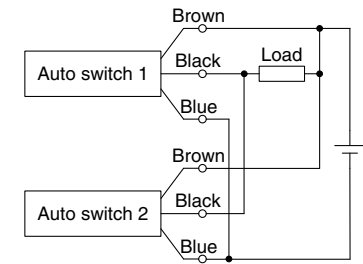 Brown
Auto switch 1
Black
Load
Blue
Brown
Auto switch 2
Black
Blue